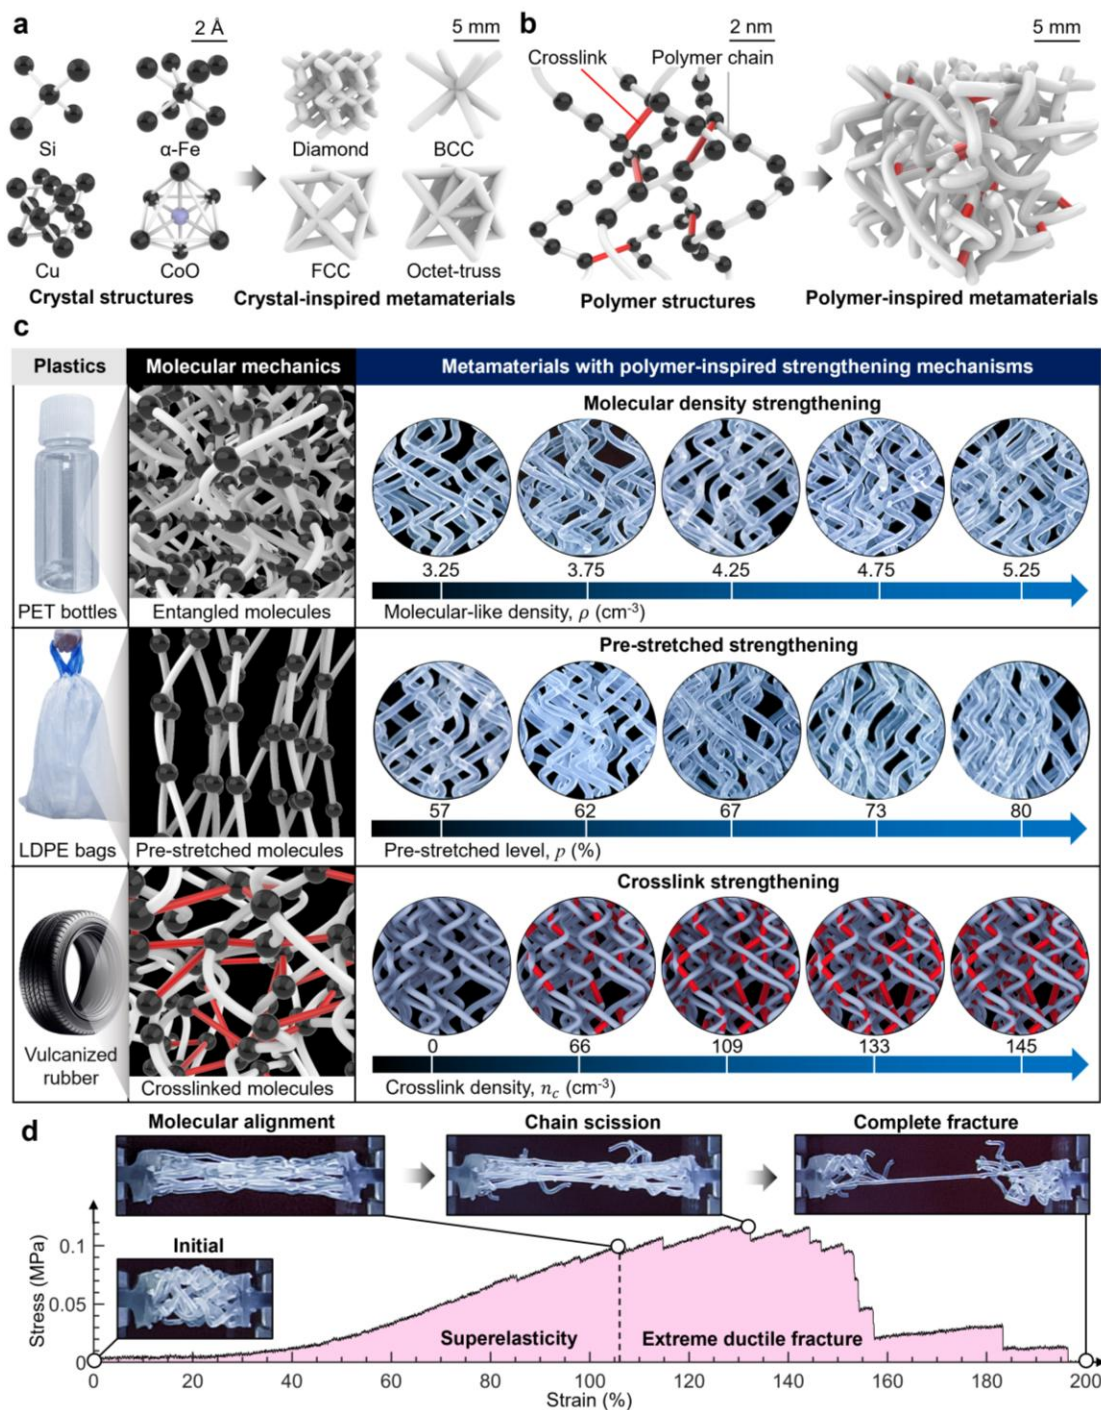 a
2 Å
5 mm
Si
α-Fe
Diamond
BCC
Cu
CoO
FCC
Octet-truss
Crystal structures
Crystal-inspired metamaterials
b
2 nm
5 mm
Crosslink
Polymer chain
Polymer structures
Polymer-inspired metamaterials
c
Plastics
Molecular mechanics
Metamaterials with polymer-inspired strengthening mechanisms
PET bottles
Entangled molecules
Molecular density strengthening
3.25 3.75 4.25 4.75 5.25
Molecular-like density, ρ (cm⁻³)
LDPE bags
Pre-stretched molecules
Pre-stretched strengthening
57 62 67 73 80
Pre-stretched level, p (%)
Vulcanized
rubber
Crosslinked molecules
Crosslink strengthening
0 66 109 133 145
Crosslink density, n_c (cm⁻³)
d
Molecular alignment
Chain scission
Complete fracture
Initial
Stress (MPa)
0.1
0.05
0
Superelasticity
Extreme ductile fracture
0 20 40 60 80 100 120 140 160 180 200
Strain (%)